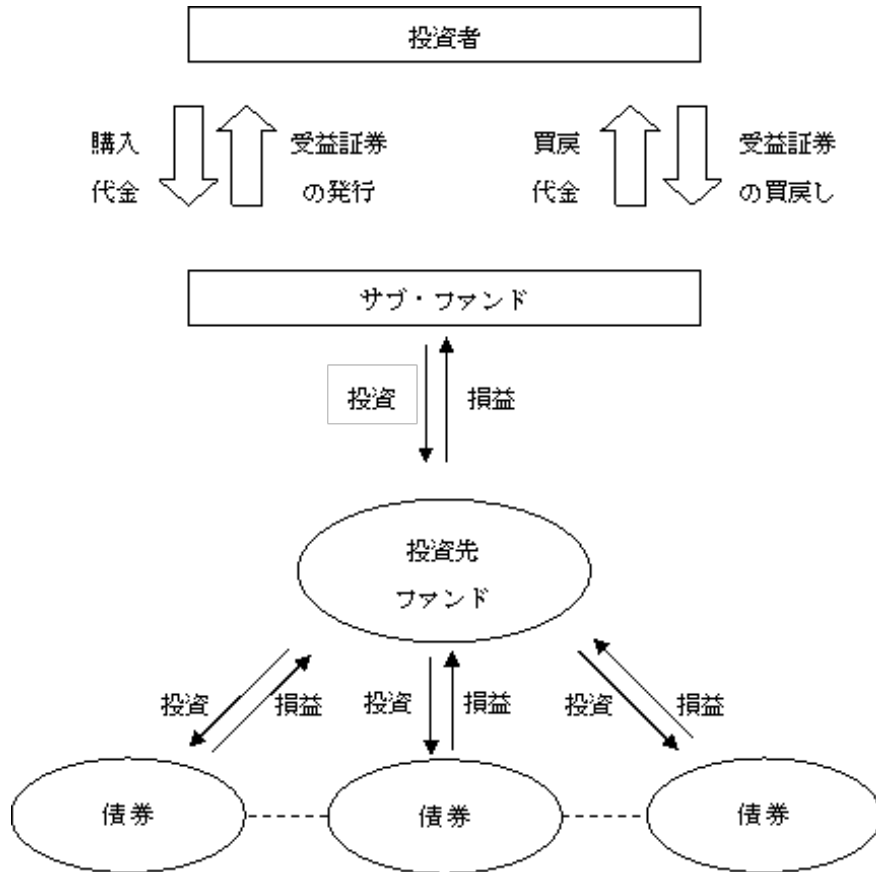 投資者
購入 受益証券 買戻 受益証券
代金 の発行 代金 の買戻し
サブ・ファンド
投資 損益
投資先
ファンド
投資 損益 投資 損益 投資 損益
債券 債券 債券